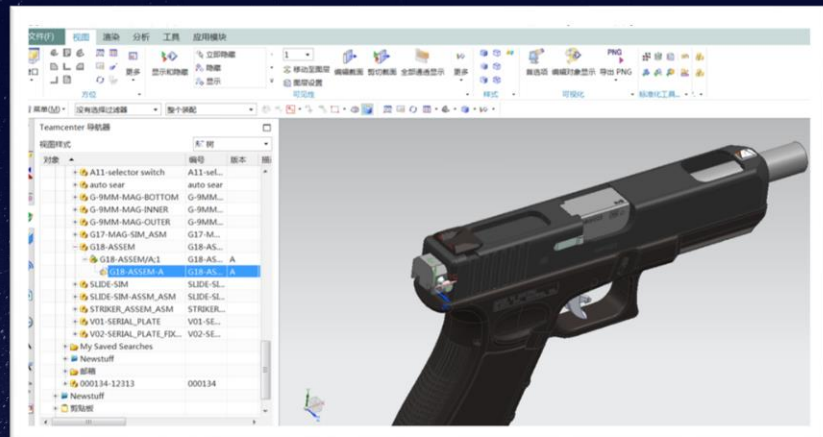 文件(F) 视图 渲染 分析 工具 应用模块
更多 显示和隐藏 立即隐藏 隐藏 显示
1 移动至图层 图层设置 编辑截面 剪切截面 全部通透显示 更多
首选项 编辑对象显示 导出 PNG
PNG
方位 可见性 样式 可视化 标准化工具...
菜单(M) 没有选择过滤器 整个装配
Teamcenter 导航器
视图样式 树
对象 编号 版本
A11-selector switch A11-sel...
auto sear auto sear
G-9MM-MAG-BOTTOM G-9MM...
G-9MM-MAG-INNER G-9MM...
G-9MM-MAG-OUTER G-9MM...
G17-MAG-SIM_ASM G17-M...
G18-ASSEM G18-AS...
G18-ASSEM/A;1 G18-AS... A
G18-ASSEM-A G18-AS... A
SLIDE-SIM SLIDE-SI...
SLIDE-SIM-ASSM_ASM SLIDE-SI...
STRIKER_ASSEM_ASM STRIKER...
V01-SERIAL_PLATE V01-SE...
V02-SERIAL_PLATE_FIX... V02-SE...
My Saved Searches
Newstuff
邮箱
000134-12313 000134
Newstuff
剪贴板